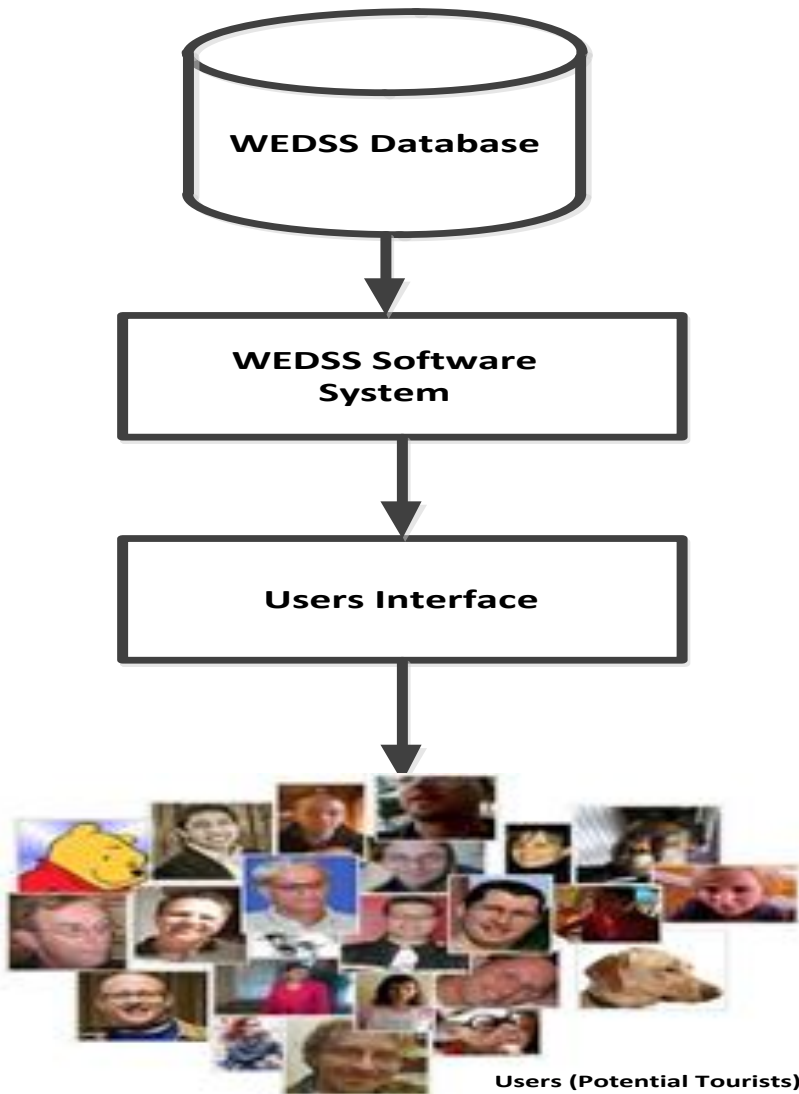 WEDSS Database
WEDSS Software
System
Users Interface
Users (Potential Tourists)